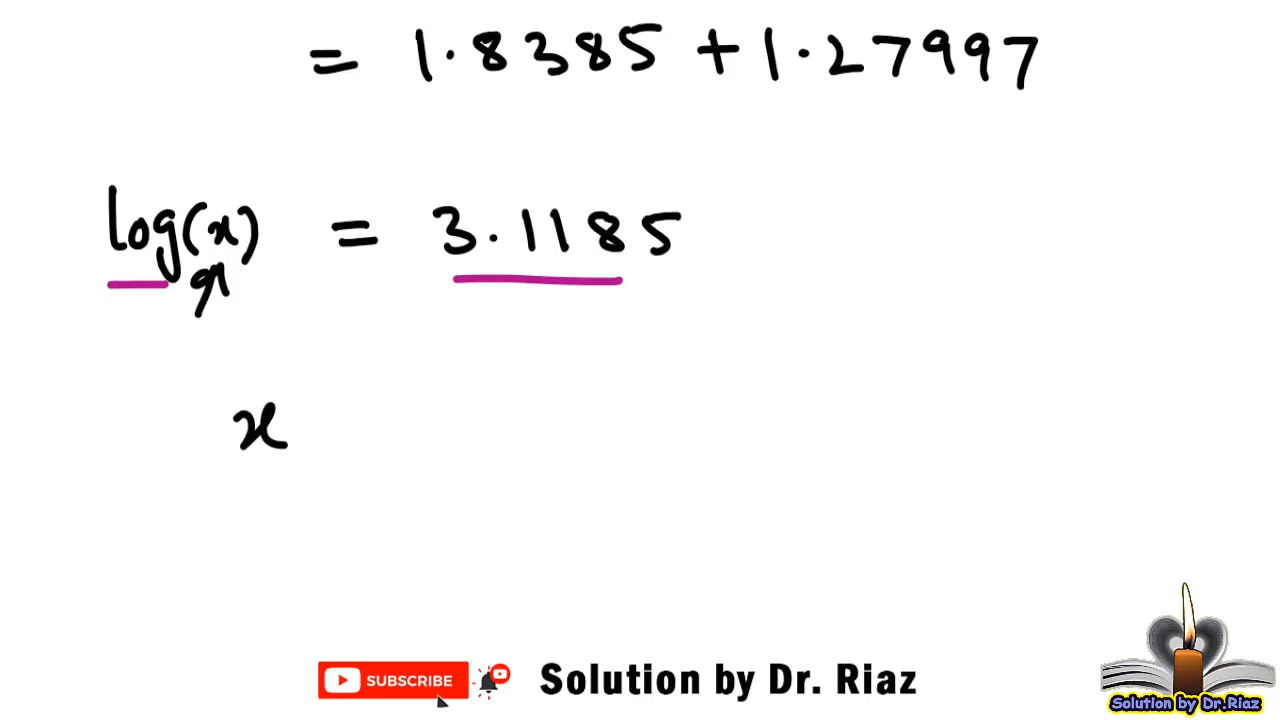 = 1.8385 + 1.27997
log(x) = 3.1185
x
SUBSCRIBE
Solution by Dr. Riaz
Solution by Dr.Riaz